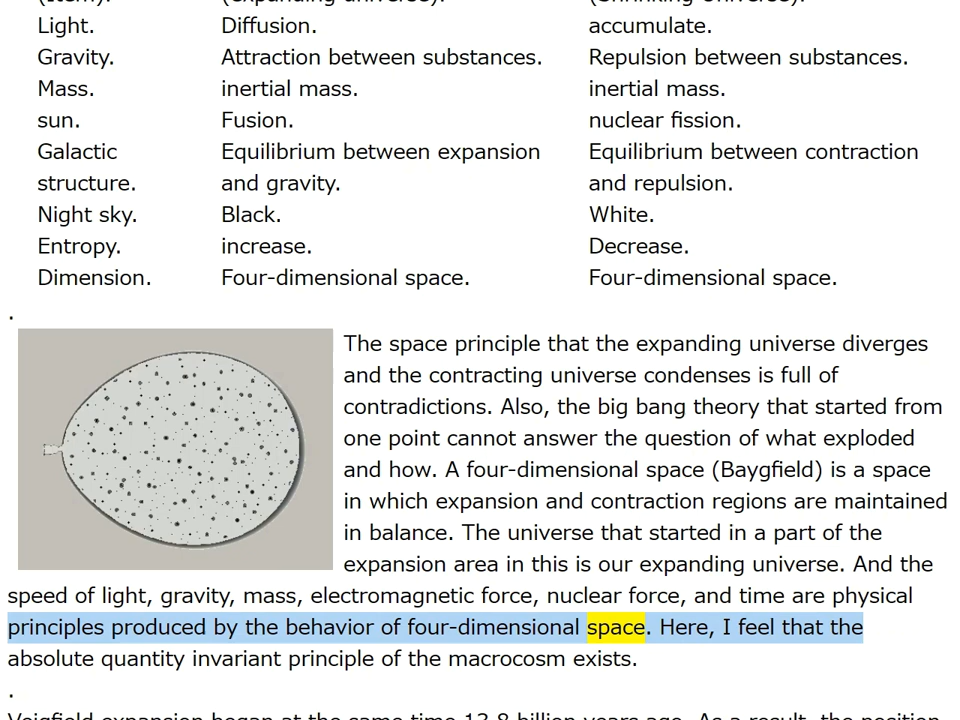 Light. Diffusion. accumulate.
Gravity. Attraction between substances. Repulsion between substances.
Mass. inertial mass. inertial mass.
sun. Fusion. nuclear fission.
Galactic Equilibrium between expansion Equilibrium between contraction
structure. and gravity. and repulsion.
Night sky. Black. White.
Entropy. increase. Decrease.
Dimension. Four-dimensional space. Four-dimensional space.
.
The space principle that the expanding universe diverges
and the contracting universe condenses is full of
contradictions. Also, the big bang theory that started from
one point cannot answer the question of what exploded
and how. A four-dimensional space (Baygfield) is a space
in which expansion and contraction regions are maintained
in balance. The universe that started in a part of the
expansion area in this is our expanding universe. And the
speed of light, gravity, mass, electromagnetic force, nuclear force, and time are physical
principles produced by the behavior of four-dimensional space. Here, I feel that the
absolute quantity invariant principle of the macrocosm exists.
.